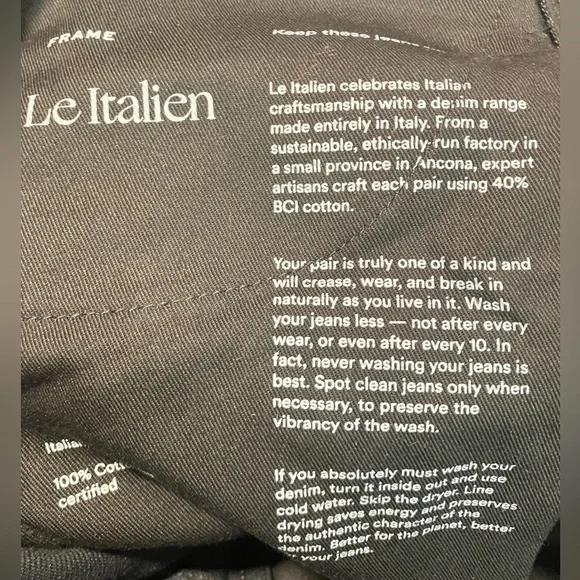 FRAME
Le Italien
Keep these jeans
Le Italien celebrates Italian
craftsmanship with a denim range
made entirely in Italy. From a
sustainable, ethically-run factory in
a small province in Ancona, expert
artisans craft each pair using 40%
BCI cotton.
Your pair is truly one of a kind and
will crease, wear, and break in
naturally as you live in it. Wash
your jeans less — not after every
wear, or even after every 10. In
fact, never washing your jeans is
best. Spot clean jeans only when
necessary, to preserve the
vibrancy of the wash.
100%
certified
If you absolutely must wash your
denim, turn it inside out and use
cold water. Skip the dryer. Line
drying saves energy and preserves
the authentic character of the
denim. Better for the planet, better
your jeans.